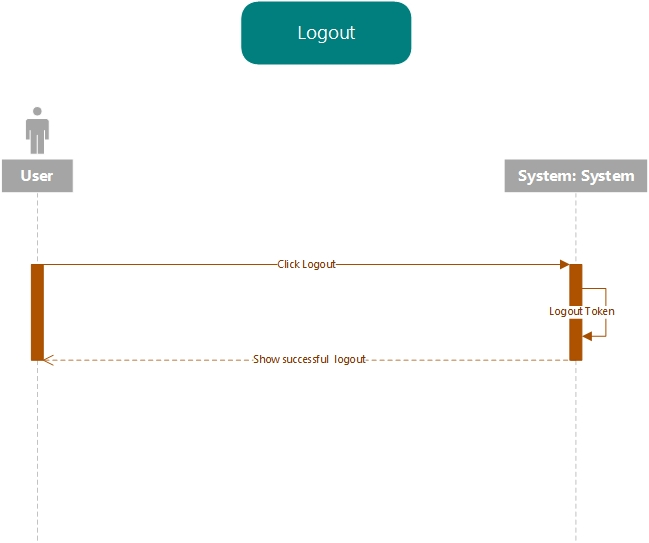 Logout
User
System: System
Click Logout
Logout Token
Show successful logout